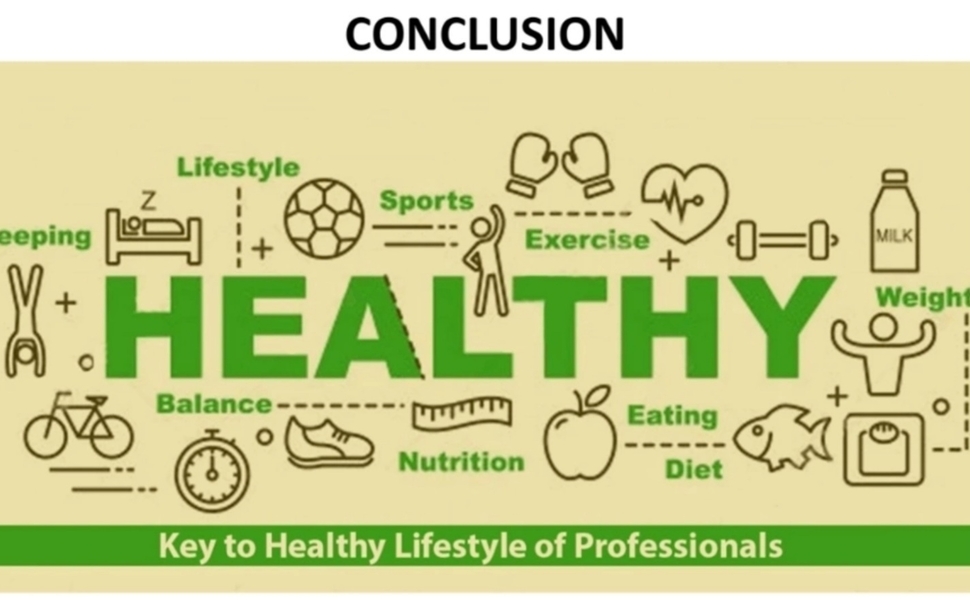 CONCLUSION
Lifestyle
Z
Sports
eeping
Exercise
MILK
HEALTHY
Weight
Balance
Eating
Nutrition
Diet
Key to Healthy Lifestyle of Professionals